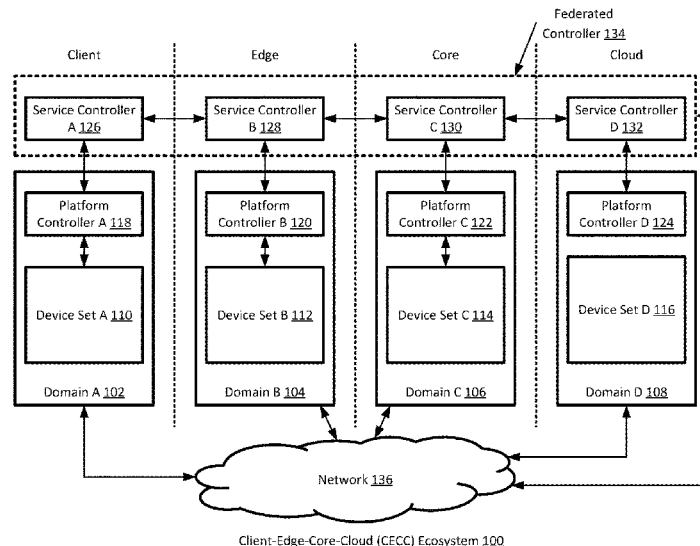 Federated
Controller 134
Client
Edge
Core
Cloud
Service Controller
A 126
Service Controller
B 128
Service Controller
C 130
Service Controller
D 132
Platform
Controller A 118
Platform
Controller B 120
Platform
Controller C 122
Platform
Controller D 124
Device Set A 110
Device Set B 112
Device Set C 114
Device Set D 116
Domain A 102
Domain B 104
Domain C 106
Domain D 108
Network 136
Client-Edge-Core-Cloud (CECC) Ecosystem 100